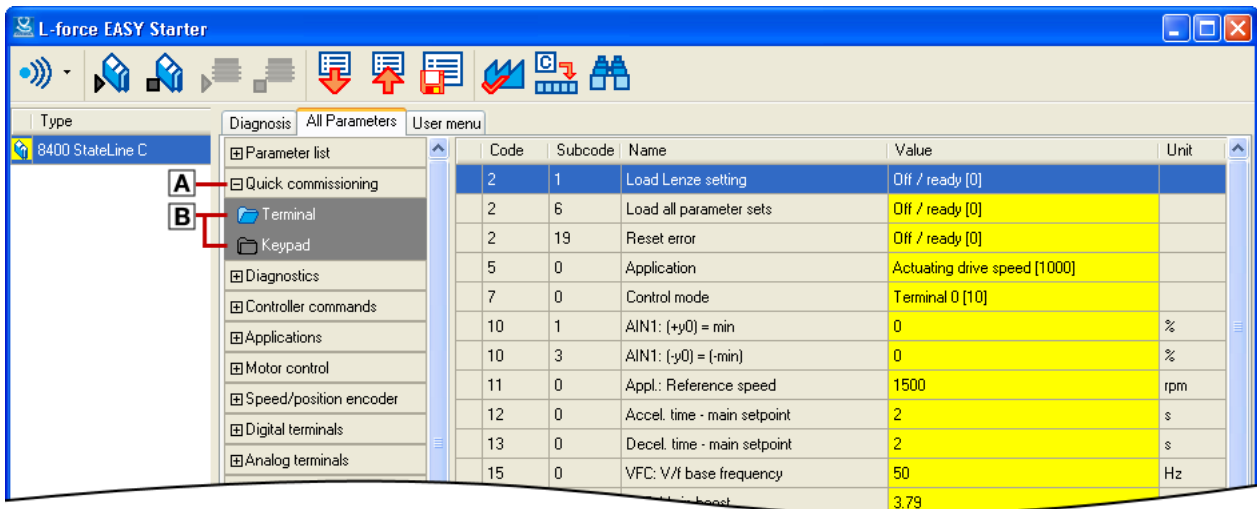 L-force EASY Starter
Type
8400 StateLine C
Diagnosis All Parameters User menu
Parameter list
A Quick commissioning
B Terminal
Keypad
Diagnostics
Controller commands
Applications
Motor control
Speed/position encoder
Digital terminals
Analog terminals
Code Subcode Name Value Unit
2 1 Load Lenze setting Off / ready [0]
2 6 Load all parameter sets Off / ready [0]
2 19 Reset error Off / ready [0]
5 0 Application Actuating drive speed [1000]
7 0 Control mode Terminal 0 [10]
10 1 AIN1: (+y0) = min 0 %
10 3 AIN1: (-y0) = (-min) 0 %
11 0 Appl.: Reference speed 1500 rpm
12 0 Accel. time - main setpoint 2 s
13 0 Decel. time - main setpoint 2 s
15 0 VFC: V/f base frequency 50 Hz
boost 3.79